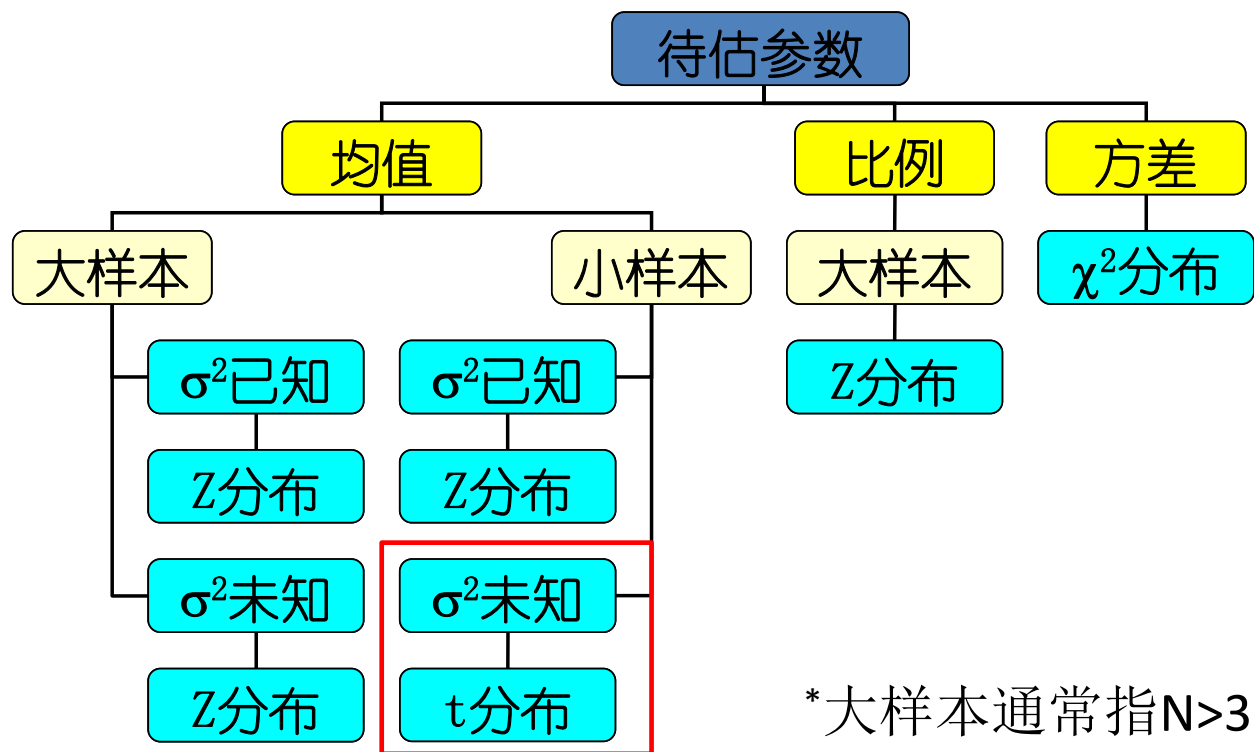 待估参数
均值
比例
方差
大样本
小样本
大样本
χ²分布
σ²已知
σ²已知
Z分布
Z分布
Z分布
σ²未知
σ²未知
Z分布
t分布
*大样本通常指N>3